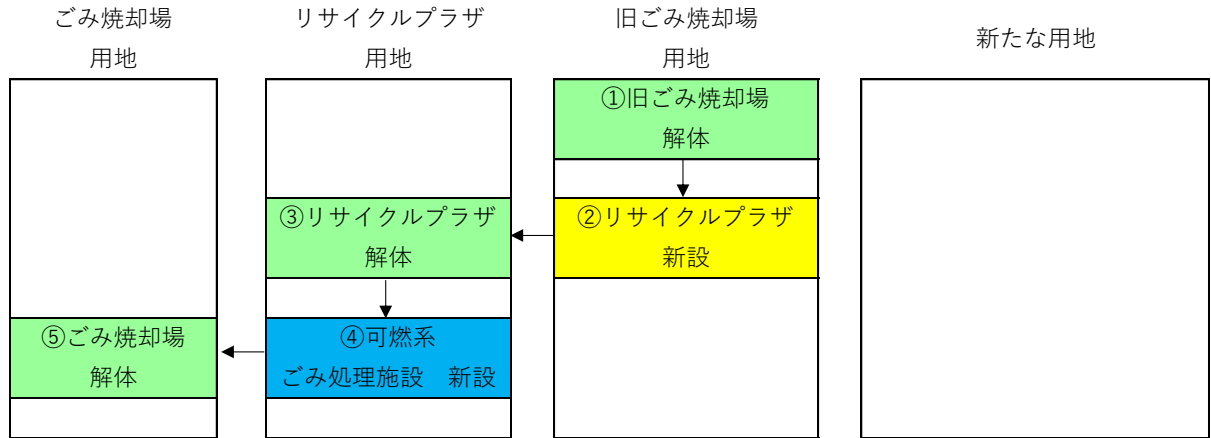 ごみ焼却場
用地
リサイクルプラザ
用地
旧ごみ焼却場
用地
新たな用地
①旧ごみ焼却場
解体
②リサイクルプラザ
新設
③リサイクルプラザ
解体
④可燃系
ごみ処理施設　新設
⑤ごみ焼却場
解体